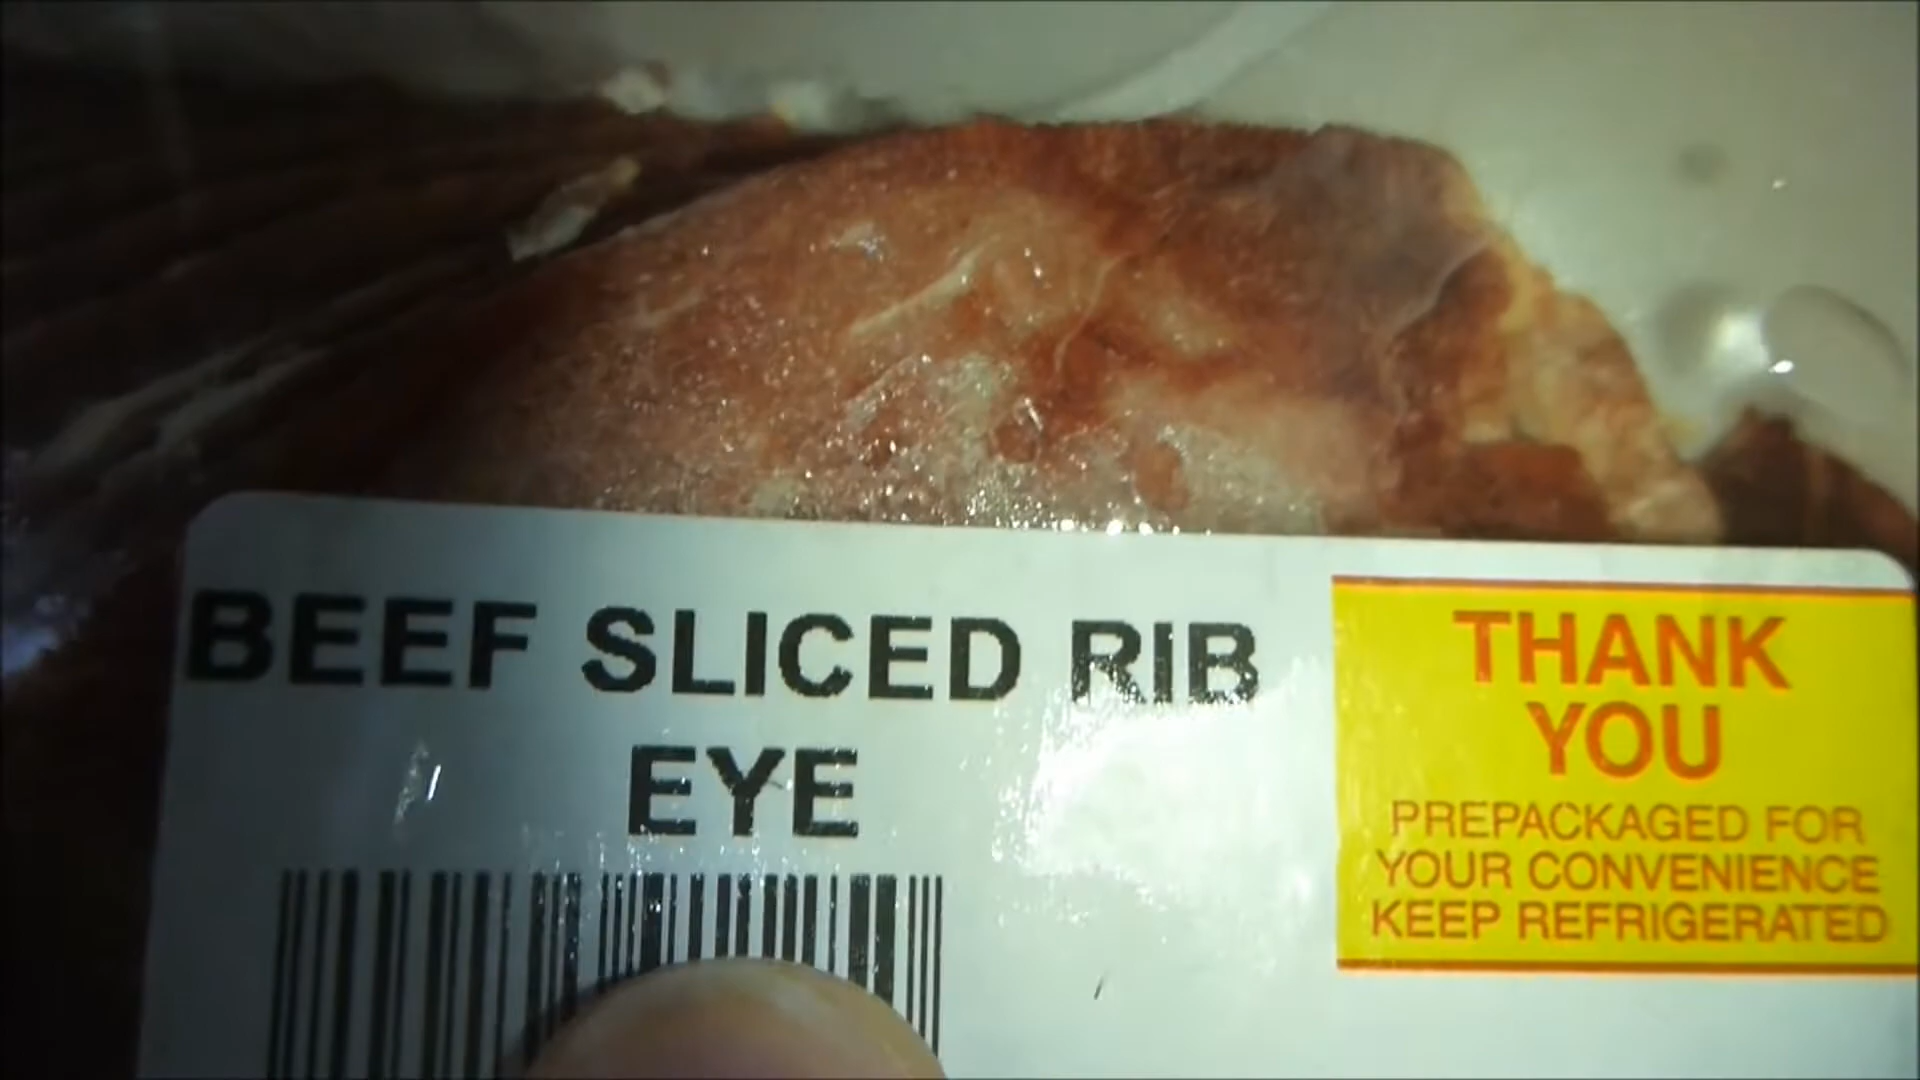 BEEF SLICED RIB
EYE
THANK
YOU
PREPACKAGED FOR
YOUR CONVENIENCE
KEEP REFRIGERATED